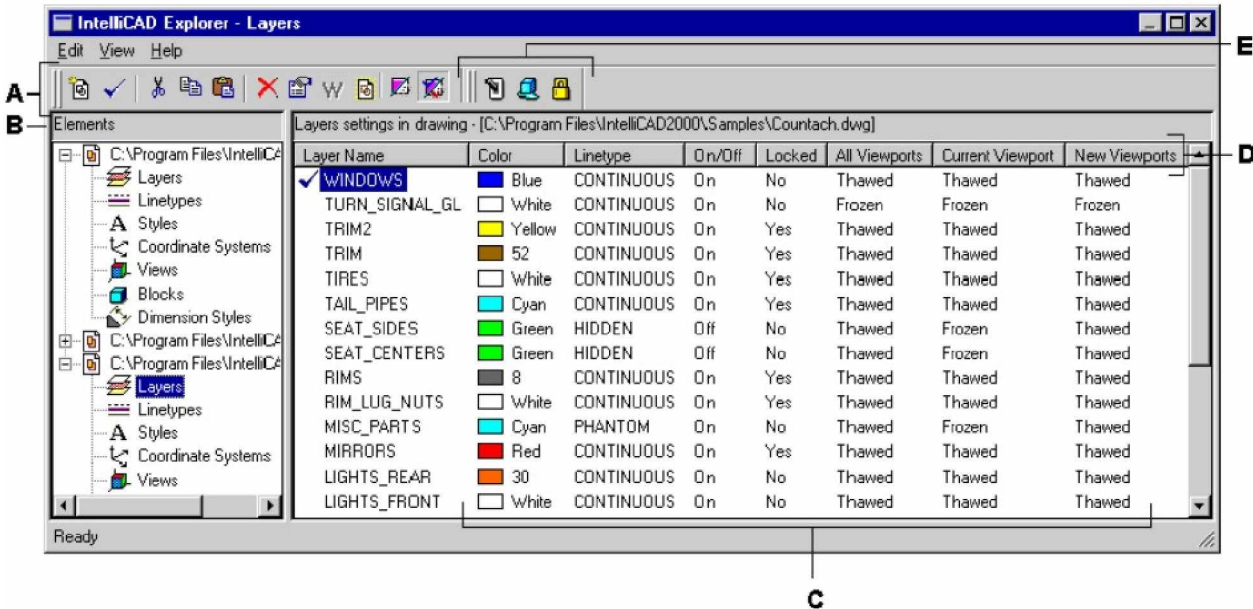 IntelliCAD Explorer - Layers
Edit View Help
E
A
B
Elements
Layers settings in drawing - [C:\Program Files\IntelliCAD2000\Samples\Countach.dwg]
D
C:\Program Files\IntelliCA
Layers
Linetypes
Styles
Coordinate Systems
Views
Blocks
Dimension Styles
C:\Program Files\IntelliCA
C:\Program Files\IntelliCA
Layers
Linetypes
A Styles
Coordinate Systems
Views
Layer Name Color Linetype On/Off Locked All Viewports Current Viewport New Viewports
WINDOWS Blue CONTINUOUS On No Thawed Thawed Thawed
TURN_SIGNAL_GL White CONTINUOUS On No Frozen Frozen Frozen
TRIM2 Yellow CONTINUOUS On Yes Thawed Thawed Thawed
TRIM 52 CONTINUOUS On Yes Thawed Thawed Thawed
TIRES White CONTINUOUS On Yes Thawed Thawed Thawed
TAIL_PIPES Cyan CONTINUOUS On Yes Thawed Thawed Thawed
SEAT_SIDES Green HIDDEN Off No Thawed Frozen Thawed
SEAT_CENTERS Green HIDDEN Off No Thawed Frozen Thawed
RIMS 8 CONTINUOUS On Yes Thawed Thawed Thawed
RIM_LUG_NUTS White CONTINUOUS On Yes Thawed Thawed Thawed
MISC_PARTS Cyan PHANTOM On No Thawed Frozen Thawed
MIRRORS Red CONTINUOUS On Yes Thawed Thawed Thawed
LIGHTS_REAR 30 CONTINUOUS On No Thawed Thawed Thawed
LIGHTS_FRONT White CONTINUOUS On No Thawed Thawed Thawed
Ready
C